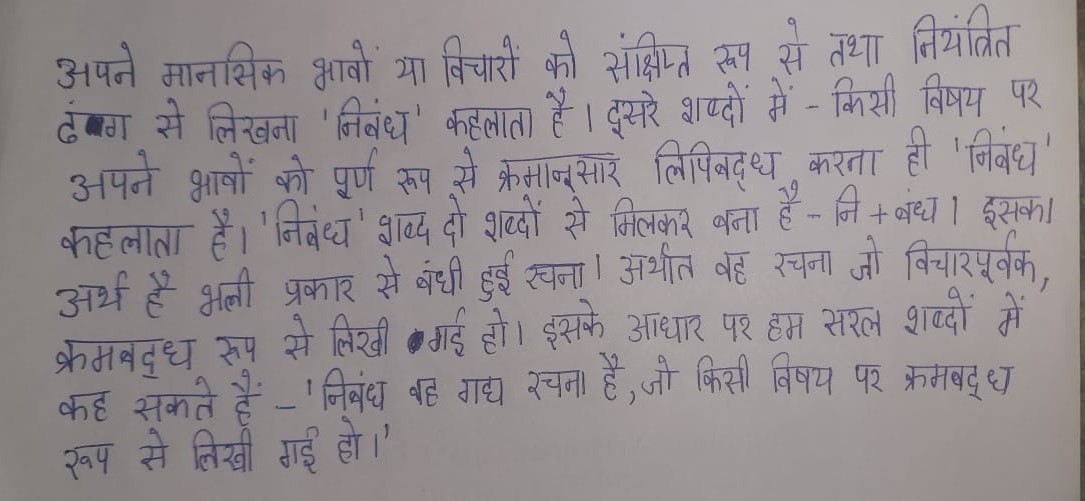 अपने मानसिक भावों या विचारों को संक्षिप्त रूप से तथा नियंत्रित
ढंग से लिखना 'निबंध' कहलाता है। दूसरे शब्दों में - किसी विषय पर
अपने भावों को पूर्ण रूप से क्रमानुसार लिपिबद्ध करना ही 'निबंध'
कहलाता है। 'निबंध' शब्द दो शब्दों से मिलकर बना है - नि + बंध। इसका
अर्थ है भली प्रकार से बंधी हुई रचना। अर्थात वह रचना जो विचारपूर्वक,
क्रमबद्ध रूप से लिखी गई हो। इसके आधार पर हम सरल शब्दों में
कह सकते हैं - 'निबंध वह गद्य रचना है, जो किसी विषय पर क्रमबद्ध
रूप से लिखी गई हो।'